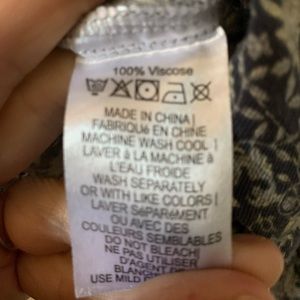 100% Viscose
MADE IN CHINA |
FABRIQUÉ EN CHINE
MACHINE WASH COOL |
LAVER À LA MACHINE à
L'EAU FROIDE
WASH SEPARATELY
OR WITH LIKE COLORS |
LAVER SÉPARÉMENT
OU AVEC DES
COULEURS SEMBLABLES
DO NOT BLEACH |
NE PAS UTILISER
D'AGENT DE
USE MILD